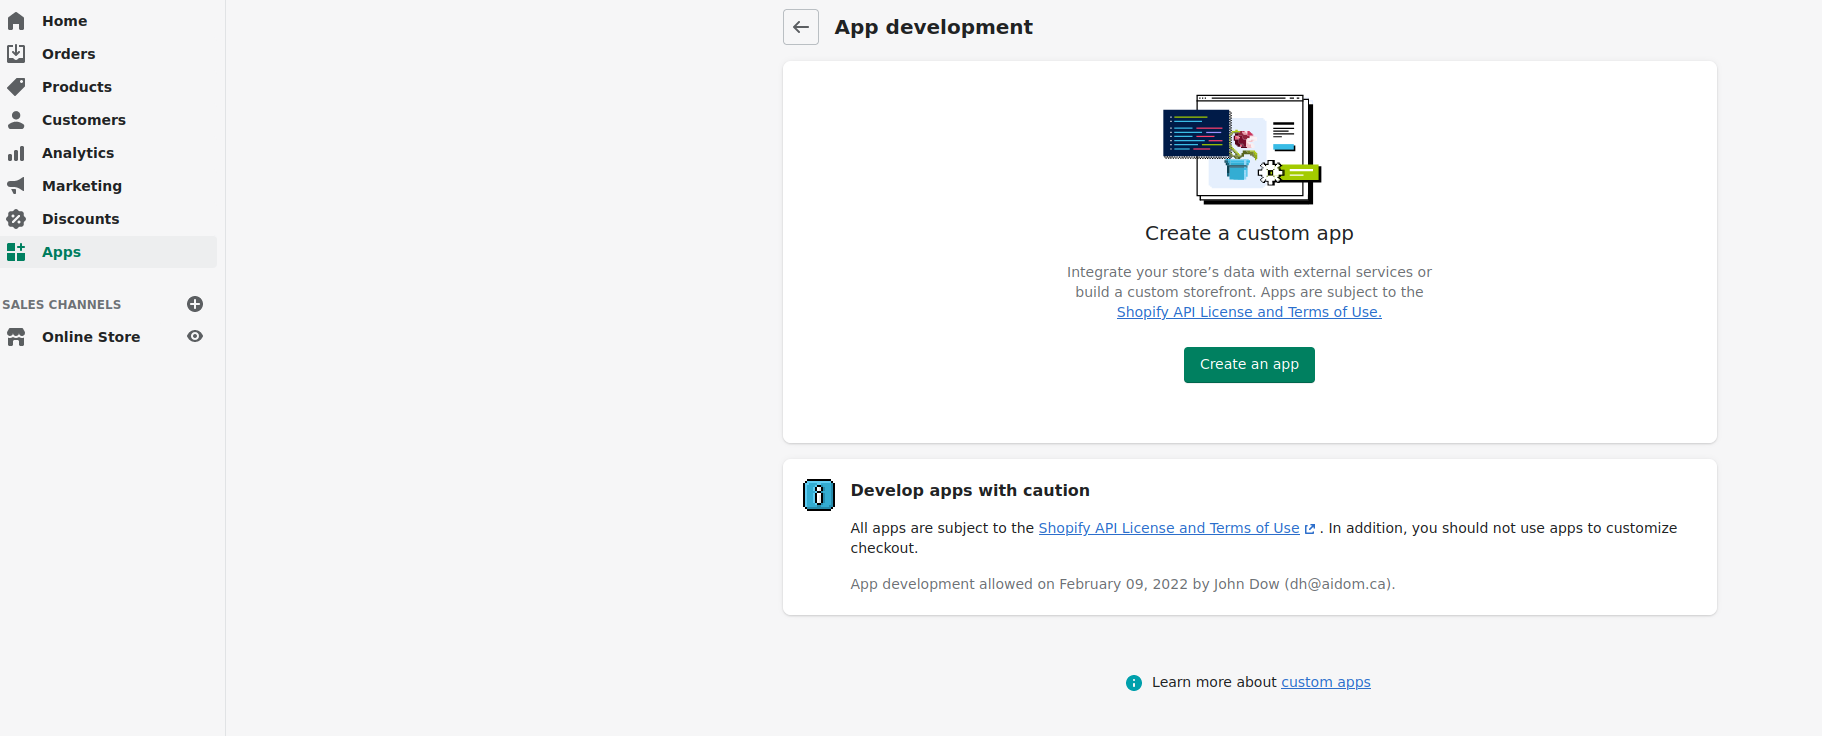 Home
Orders
Products
Customers
Analytics
Marketing
Discounts
Apps
SALES CHANNELS
Online Store
App development
Create a custom app
Integrate your store’s data with external services or
build a custom storefront. Apps are subject to the
Shopify API License and Terms of Use.
Create an app
Develop apps with caution
All apps are subject to the Shopify API License and Terms of Use . In addition, you should not use apps to customize
checkout.
App development allowed on February 09, 2022 by John Dow (dh@aidom.ca).
Learn more about custom apps